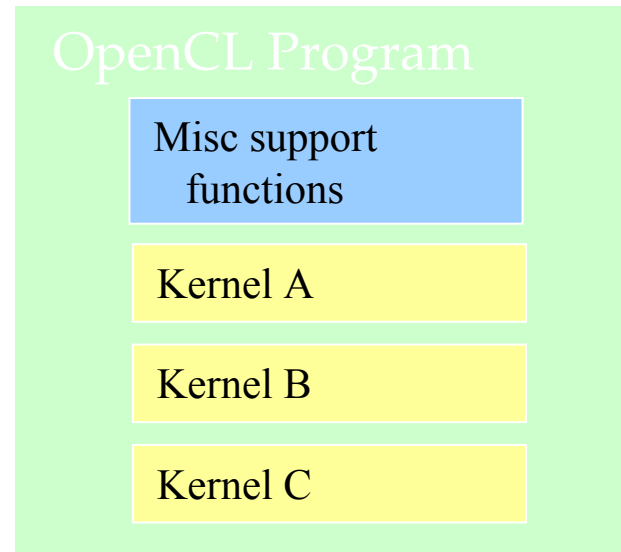 OpenCL Program
Misc support
functions
Kernel A
Kernel B
Kernel C